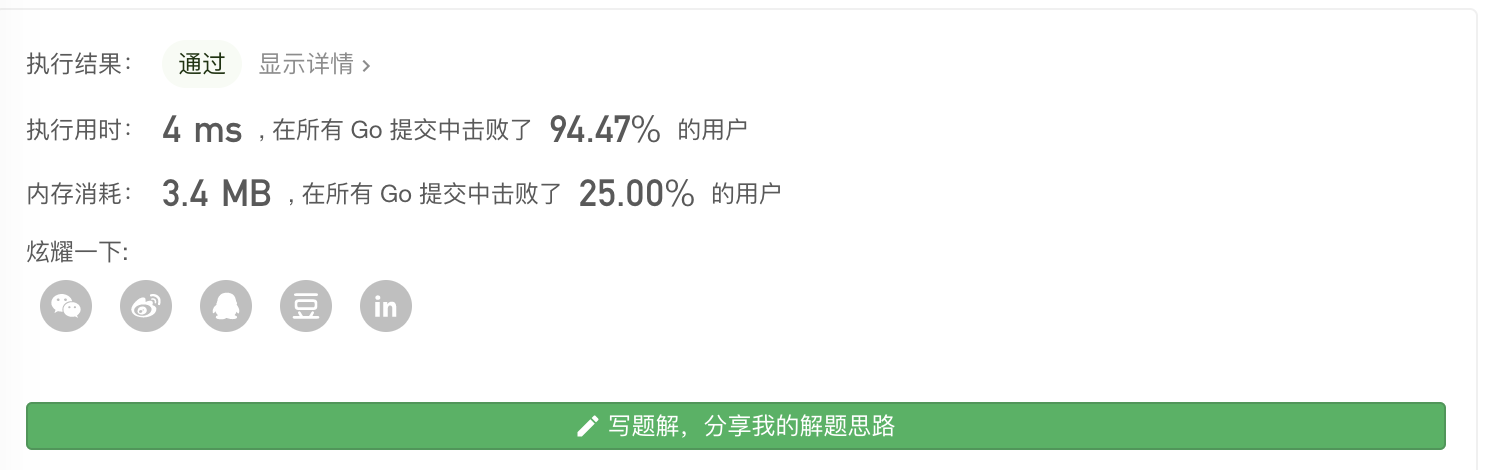 执行结果： 通过 显示详情 ›
执行用时： 4 ms , 在所有 Go 提交中击败了 94.47% 的用户
内存消耗： 3.4 MB , 在所有 Go 提交中击败了 25.00% 的用户
炫耀一下:
豆 in
写题解，分享我的解题思路